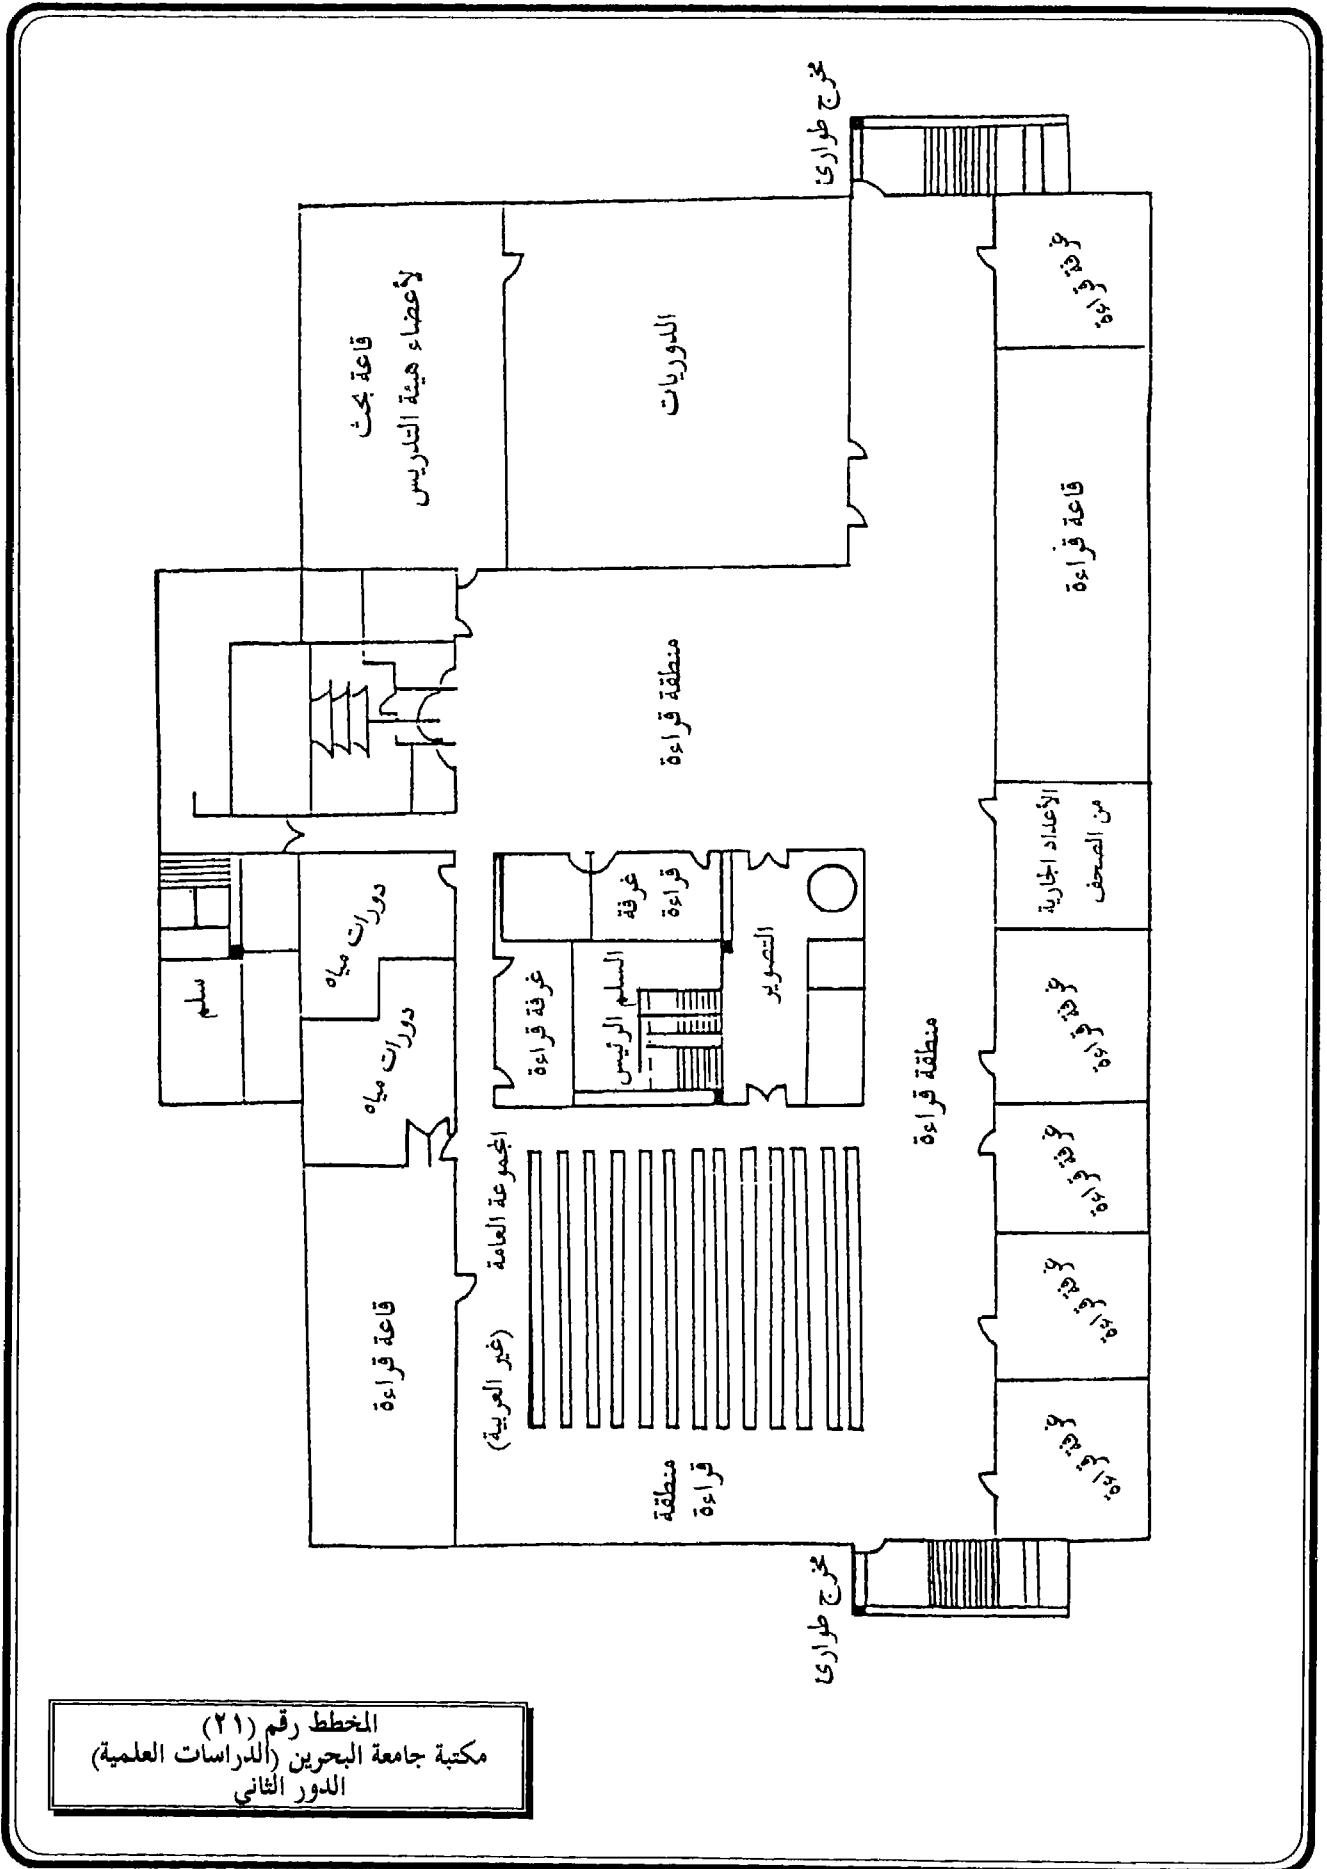 مخرج طوارئ
غرفة قراءة
قاعة بحث
لأعضاء هيئة التدريس
الدوريات
قاعة قراءة
منطقة قراءة
الأعداد الجارية
من الصحف
غرفة
قراءة
دورات مياه
سلم
التصوير
السلم الرئيس
غرفة قراءة
دورات مياه
منطقة قراءة
غرفة قراءة
غرفة قراءة
المجموعة العامة
(غير العربية)
قاعة قراءة
غرفة قراءة
غرفة قراءة
منطقة
قراءة
مخرج طوارئ
المخطط رقم (٢١)
مكتبة جامعة البحرين (الدراسات العلمية)
الدور الثاني